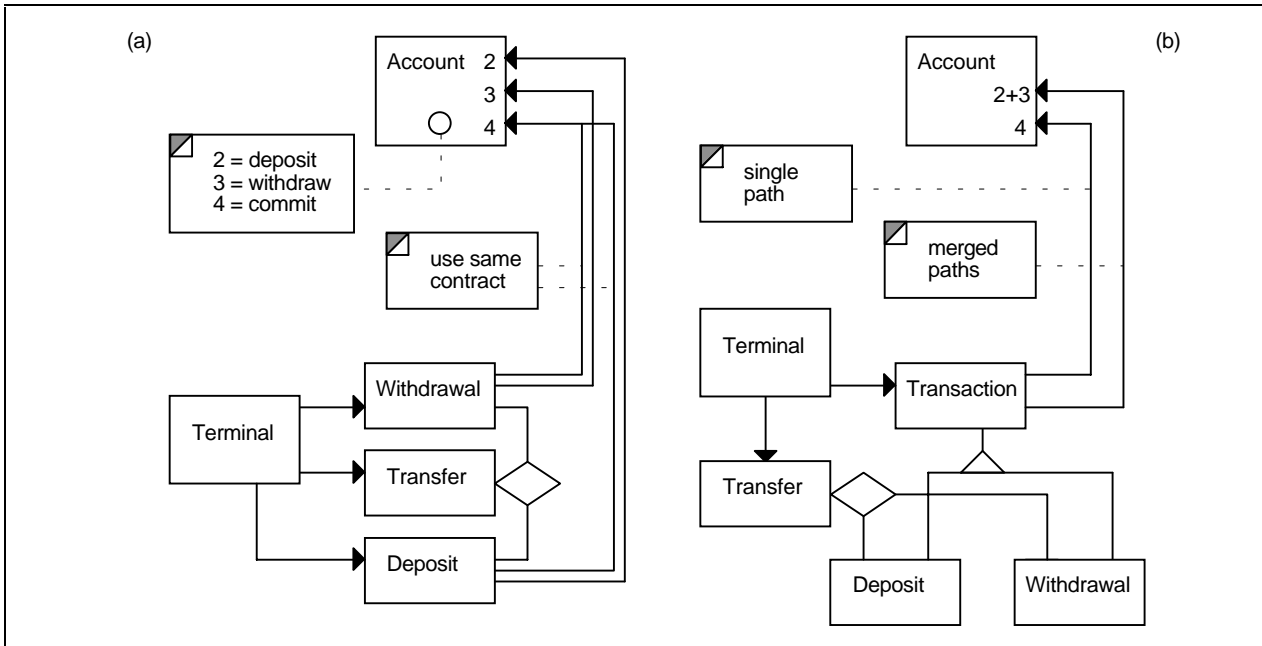 (a)
Account 2
3
4
2 = deposit
3 = withdraw
4 = commit
use same
contract
Withdrawal
Terminal
Transfer
Deposit
(b)
Account
2+3
4
single
path
merged
paths
Terminal
Transaction
Transfer
Deposit
Withdrawal